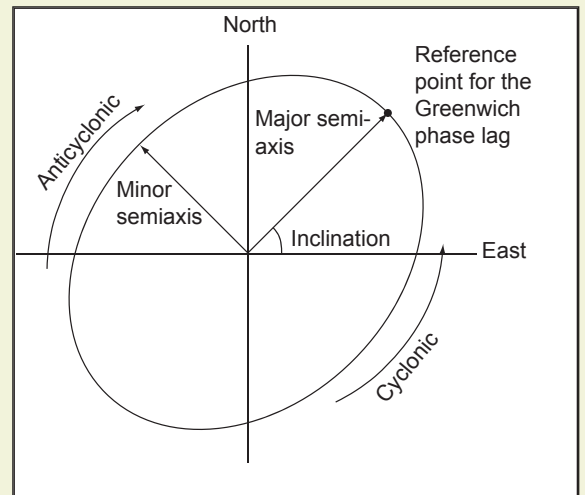 North
Reference
point for the
Greenwich
phase lag
Major semi-
axis
Anticyclonic
Minor
semiaxis
Inclination
East
Cyclonic